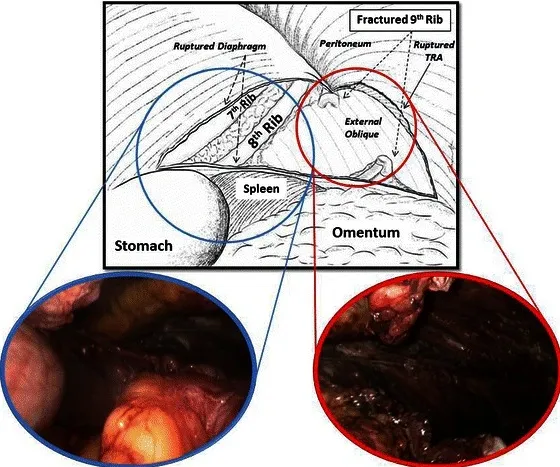 Fractured 9th Rib
Ruptured Diaphragm
Peritoneum
Ruptured
TRA
7th Rib
8th Rib
External
Oblique
Spleen
Stomach
Omentum